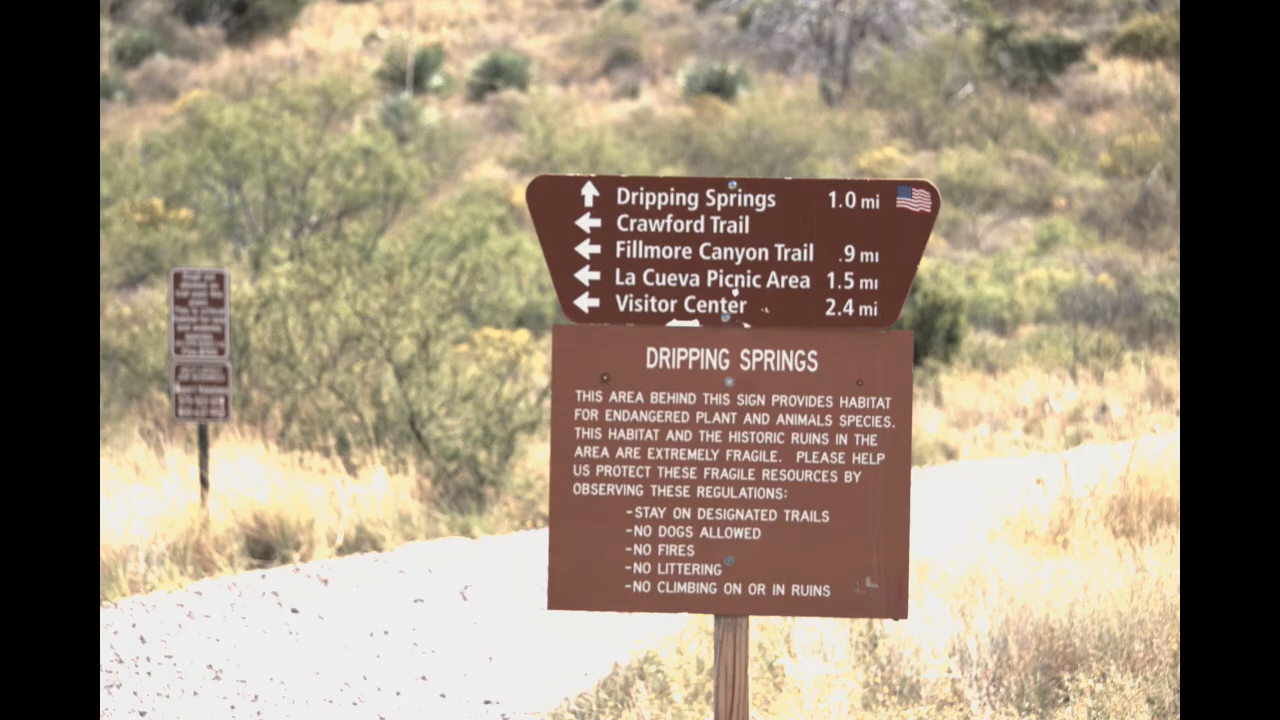 Dripping Springs 1.0 mi
Crawford Trail
Fillmore Canyon Trail .9 mi
La Cueva Picnic Area 1.5 mi
Visitor Center 2.4 mi
DRIPPING SPRINGS
THIS AREA BEHIND THIS SIGN PROVIDES HABITAT
FOR ENDANGERED PLANT AND ANIMALS SPECIES.
THIS HABITAT AND THE HISTORIC RUINS IN THE
AREA ARE EXTREMELY FRAGILE. PLEASE HELP
US PROTECT THESE FRAGILE RESOURCES BY
OBSERVING THESE REGULATIONS:
-STAY ON DESIGNATED TRAILS
-NO DOGS ALLOWED
-NO FIRES
-NO LITTERING
-NO CLIMBING ON OR IN RUINS